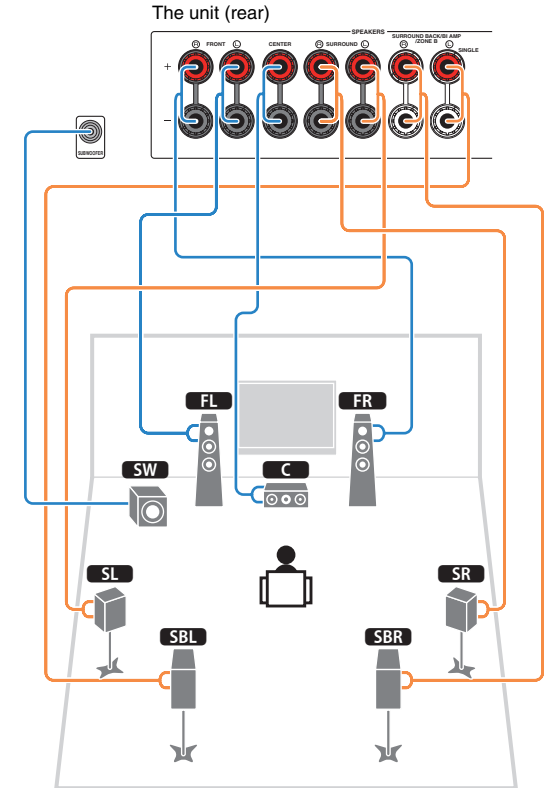 The unit (rear)
SPEAKERS
R FRONT L CENTER R SURROUND L SURROUND BACK/BI AMP
/ZONE B
R L SINGLE
+
–
SUBWOOFER
FL FR
SW C
SL SR
SBL SBR